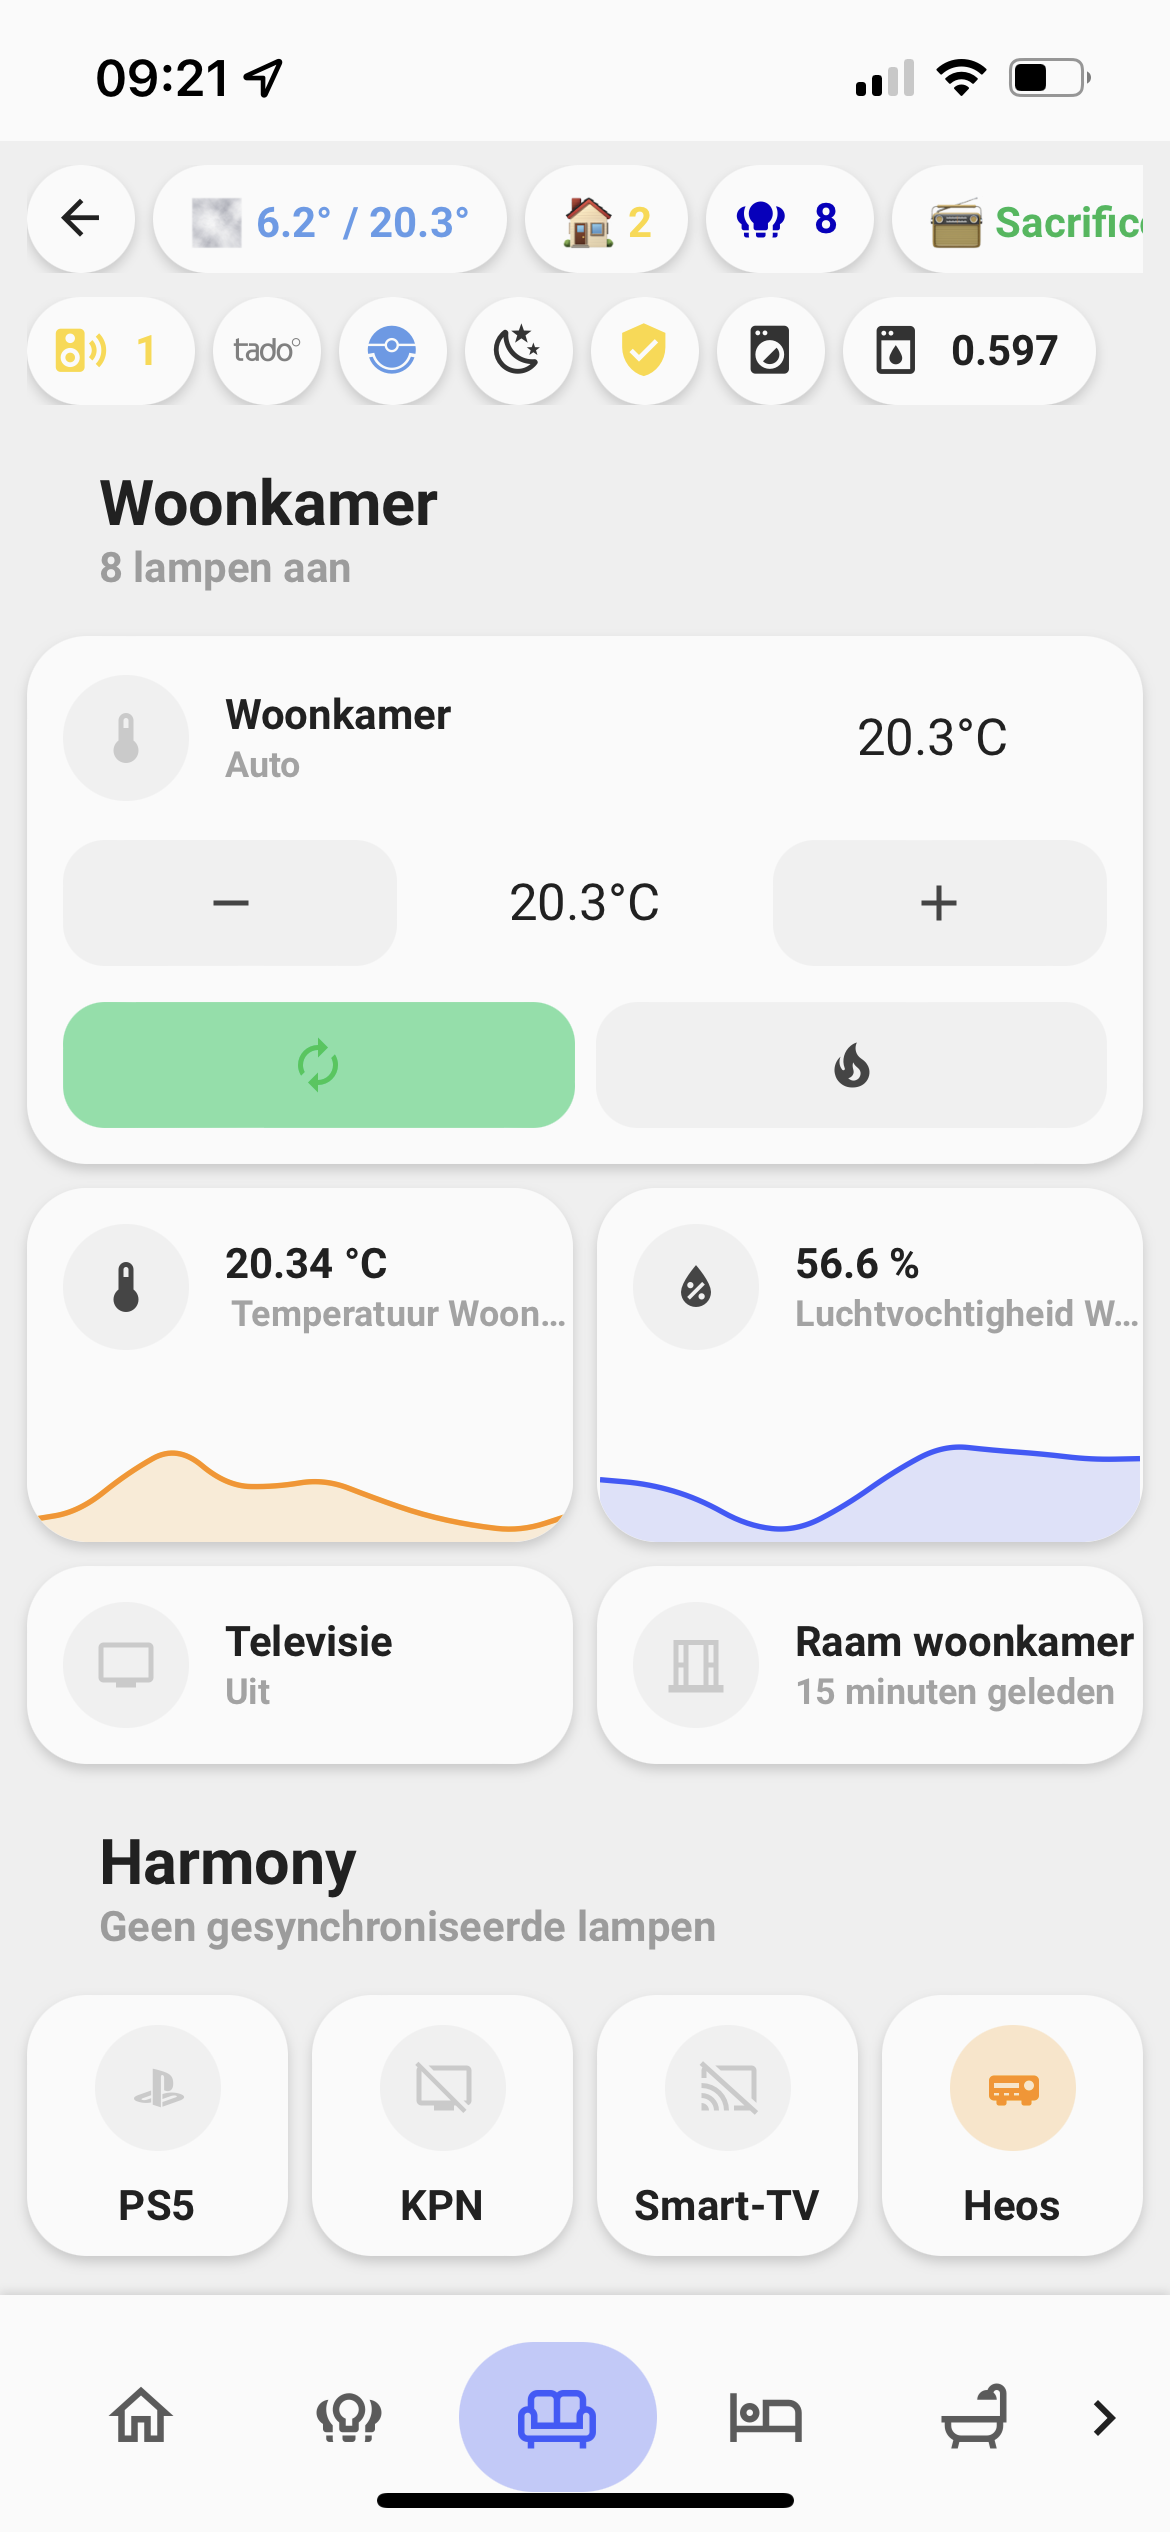 09:21
6.2° / 20.3°
2
8
Sacrific
1
tado°
0.597
Woonkamer
8 lampen aan
Woonkamer
Auto
20.3°C
20.3°C
20.34 °C
Temperatuur Woon...
56.6 %
Luchtvochtigheid W...
Televisie
Uit
Raam woonkamer
15 minuten geleden
Harmony
Geen gesynchroniseerde lampen
PS5
KPN
Smart-TV
Heos